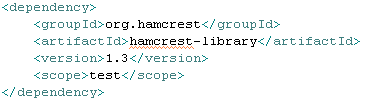 <dependency>
    <groupId>org.hamcrest</groupId>
    <artifactId>hamcrest-library</artifactId>
    <version>1.3</version>
    <scope>test</scope>
</dependency>